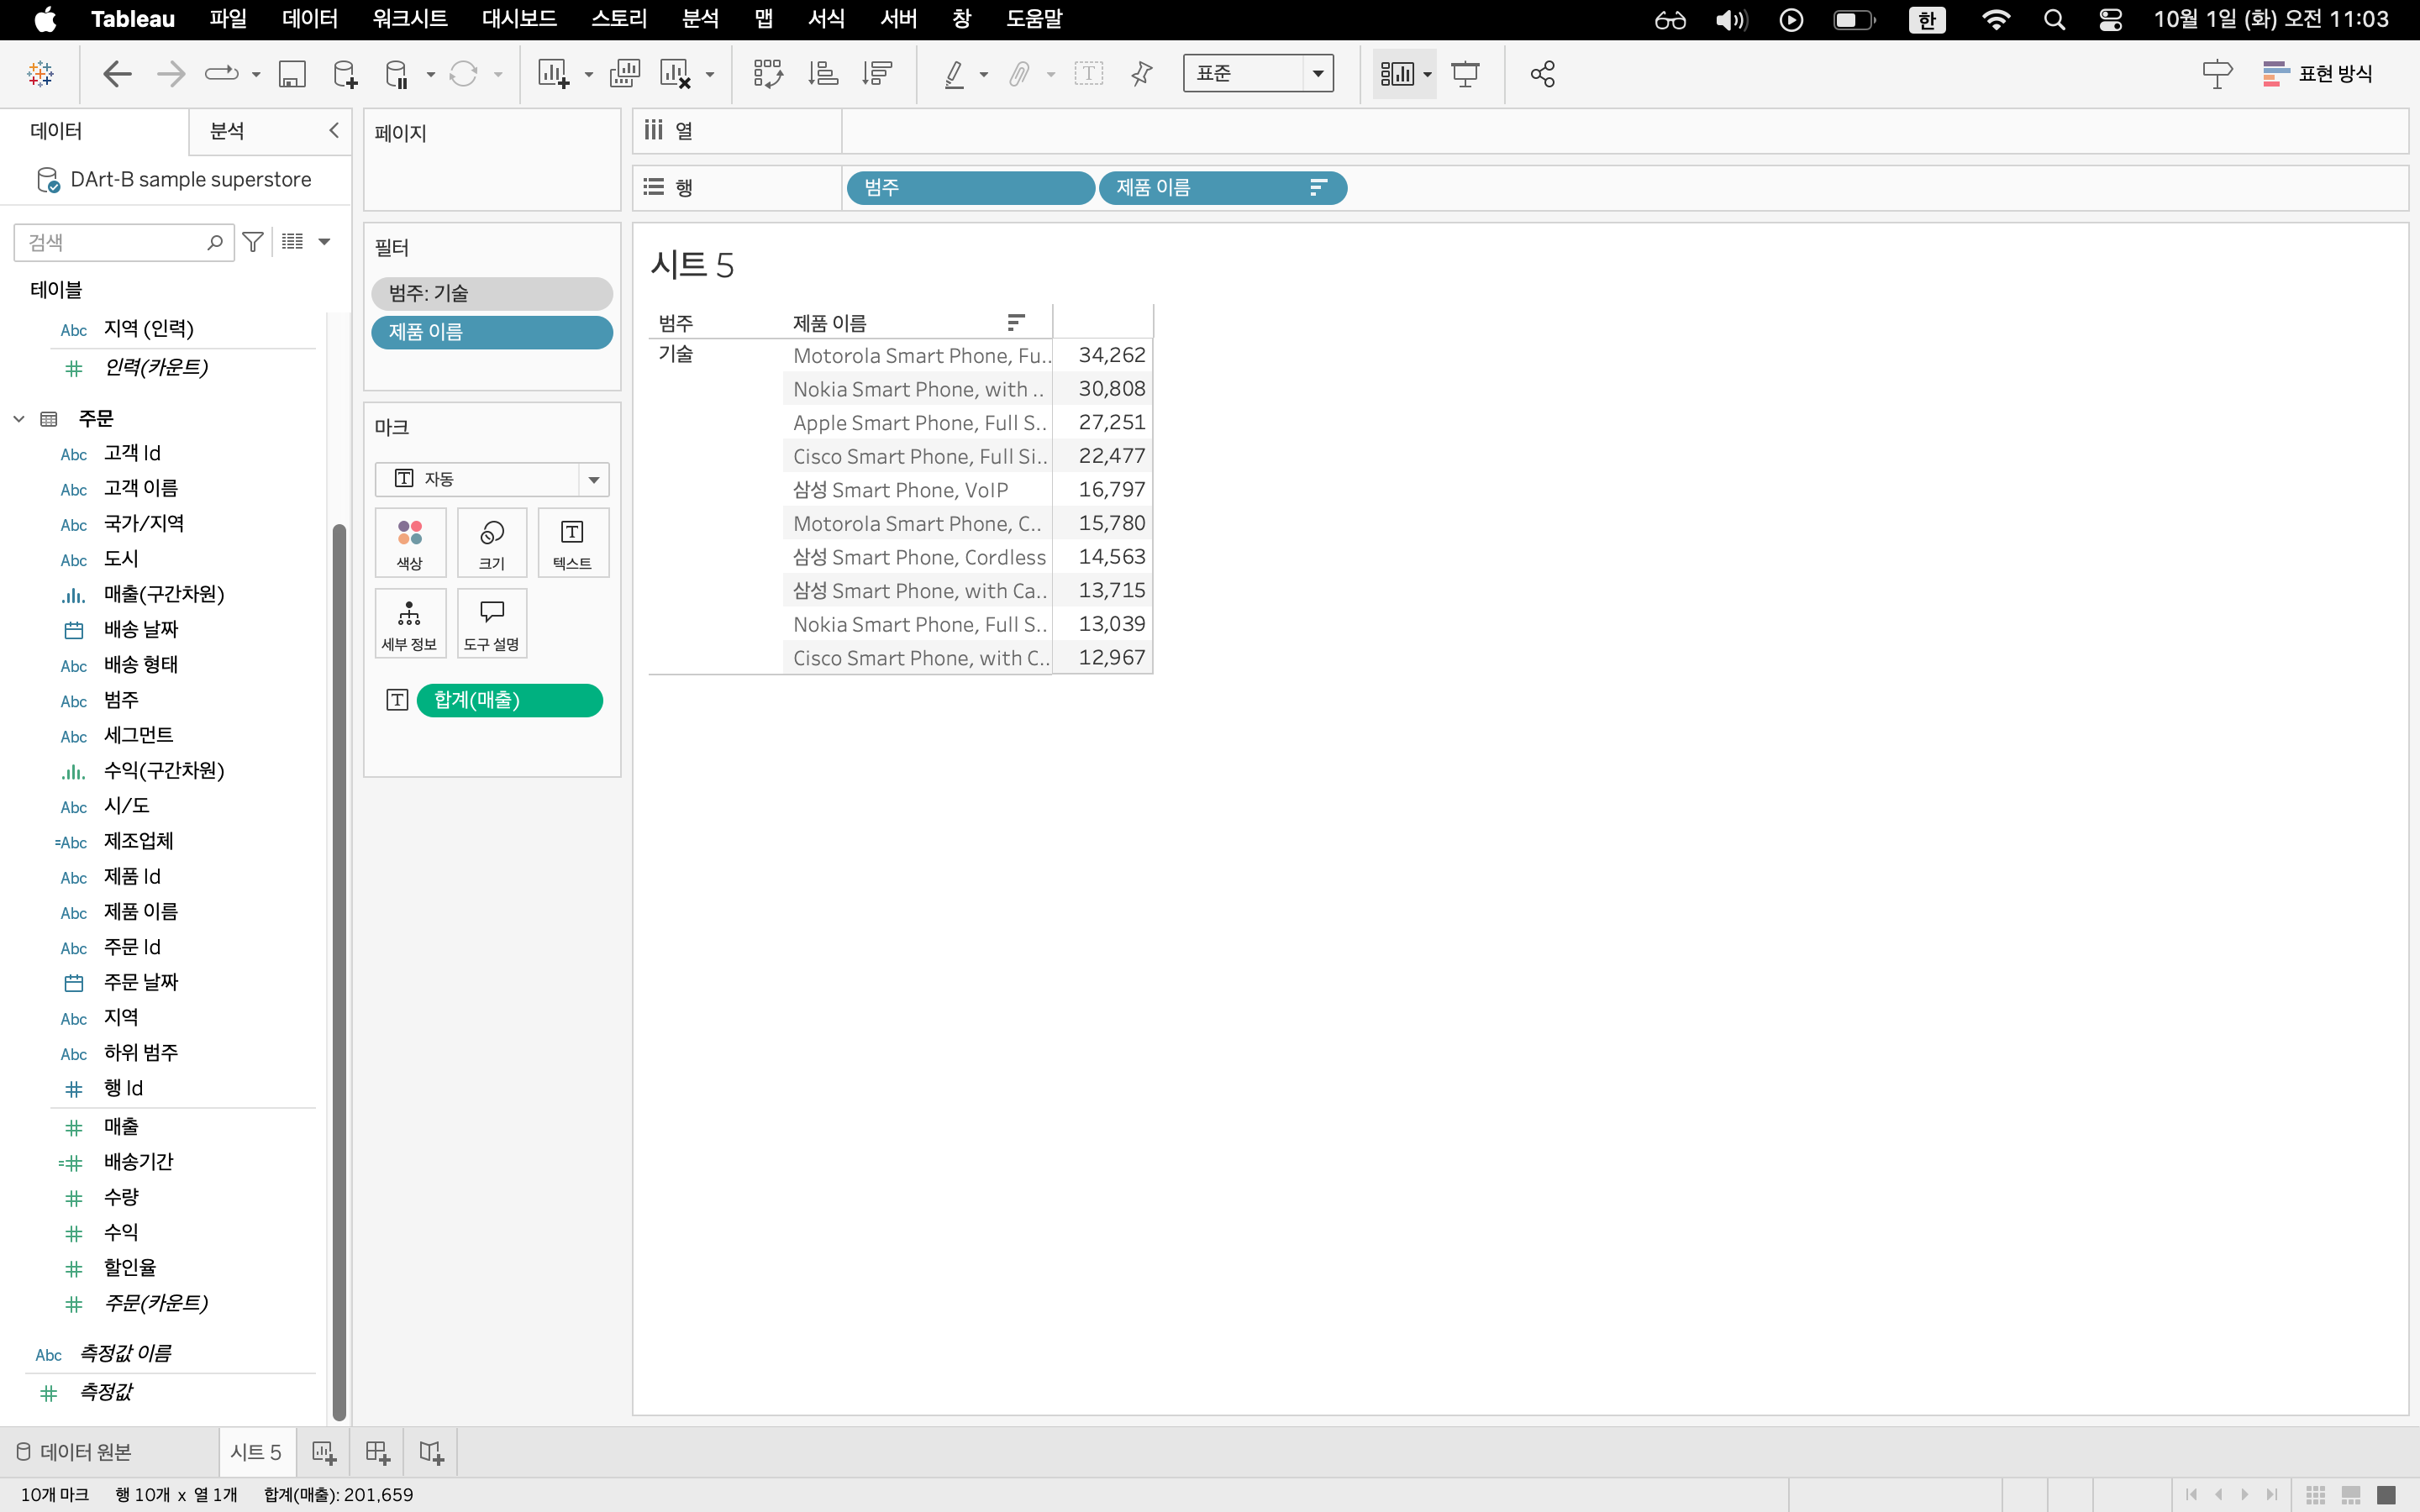 Tableau 파일 데이터 워크시트 대시보드 스토리 분석 맵 서식 서버 창 도움말 한 10월 1일 (화) 오전 11:03
표준 표현 방식
데이터 분석
DArt-B sample superstore
검색
테이블
Abc 지역 (인력)
인력(카운트)
주문
Abc 고객 Id
Abc 고객 이름
Abc 국가/지역
Abc 도시
매출(구간차원)
배송 날짜
Abc 배송 형태
Abc 범주
Abc 세그먼트
수익(구간차원)
Abc 시/도
=Abc 제조업체
Abc 제품 Id
Abc 제품 이름
Abc 주문 Id
주문 날짜
Abc 지역
Abc 하위 범주
# 행 Id
# 매출
=# 배송기간
# 수량
# 수익
# 할인율
# 주문(카운트)
Abc 측정값 이름
# 측정값
페이지
필터
범주: 기술
제품 이름
마크
자동
색상 크기 텍스트
세부 정보 도구 설명
합계(매출)
열
행 범주 제품 이름
시트 5
범주 제품 이름
기술 Motorola Smart Phone, Fu.. 34,262
Nokia Smart Phone, with .. 30,808
Apple Smart Phone, Full S.. 27,251
Cisco Smart Phone, Full Si.. 22,477
삼성 Smart Phone, VoIP 16,797
Motorola Smart Phone, C.. 15,780
삼성 Smart Phone, Cordless 14,563
삼성 Smart Phone, with Ca.. 13,715
Nokia Smart Phone, Full S.. 13,039
Cisco Smart Phone, with C.. 12,967
데이터 원본 시트 5
10개 마크 행 10개 x 열 1개 합계(매출): 201,659